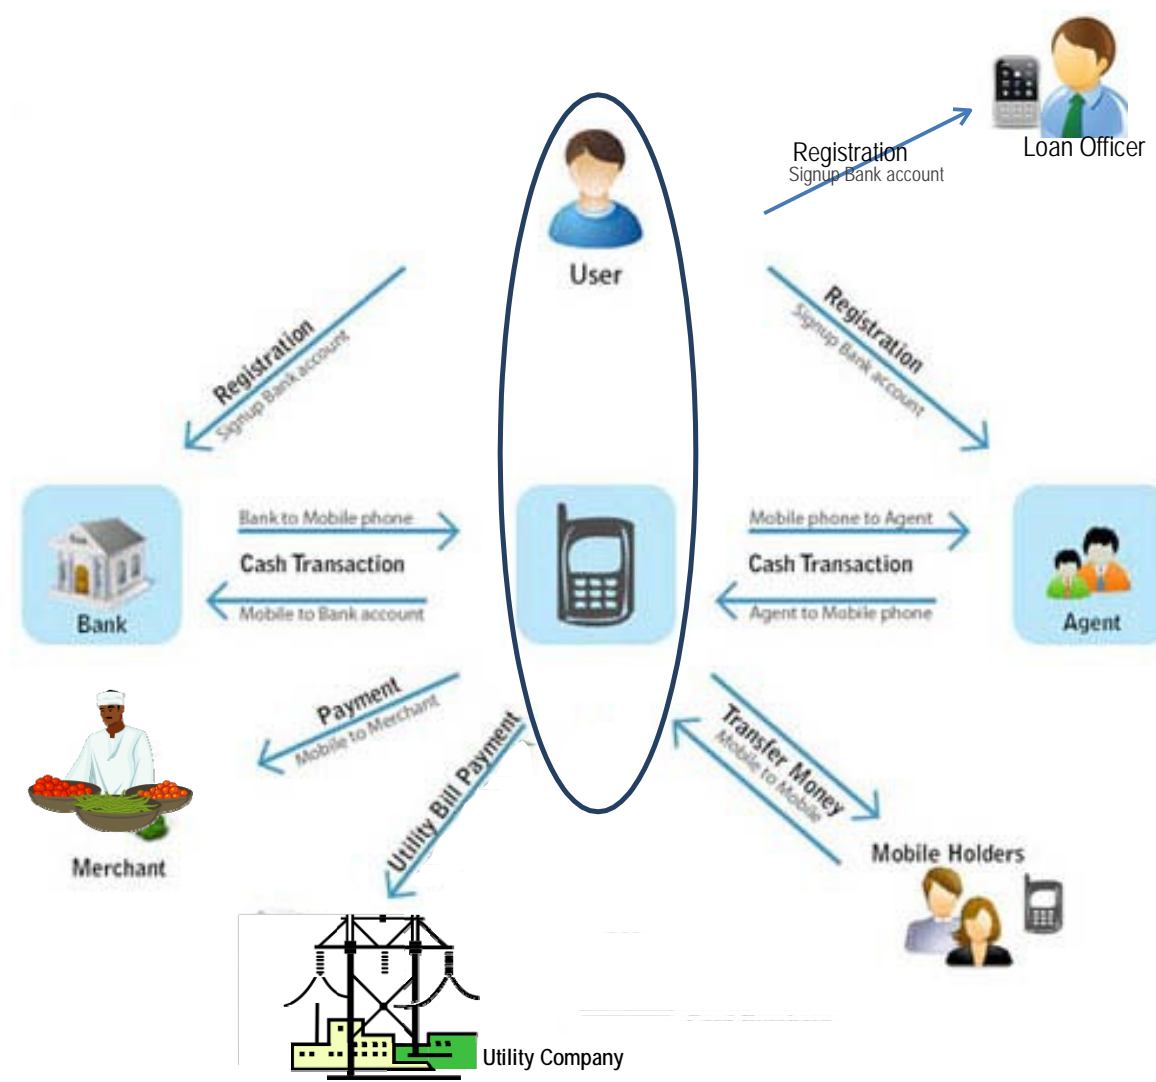 Loan Officer
Registration
Signup Bank account
User
Registration
Signup Bank account
Registration
Signup Bank account
Bank to Mobile phone
Cash Transaction
Mobile to Bank account
Bank
Mobile phone to Agent
Cash Transaction
Agent to Mobile phone
Agent
Payment
Mobile to Merchant
Utility Bill Payment
Transfer Money
Mobile to Mobile
Merchant
Mobile Holders
Utility Company